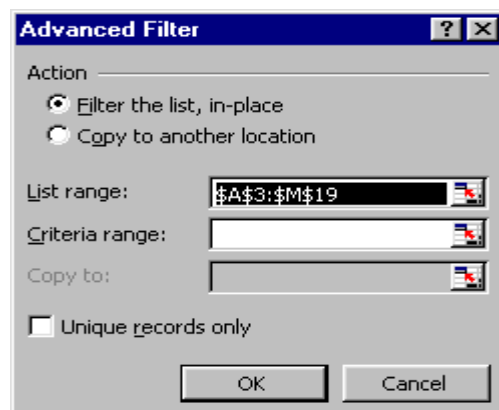 Advanced Filter
Action
Filter the list, in-place
Copy to another location
List range: $A$3:$M$19
Criteria range:
Copy to:
Unique records only
OK Cancel